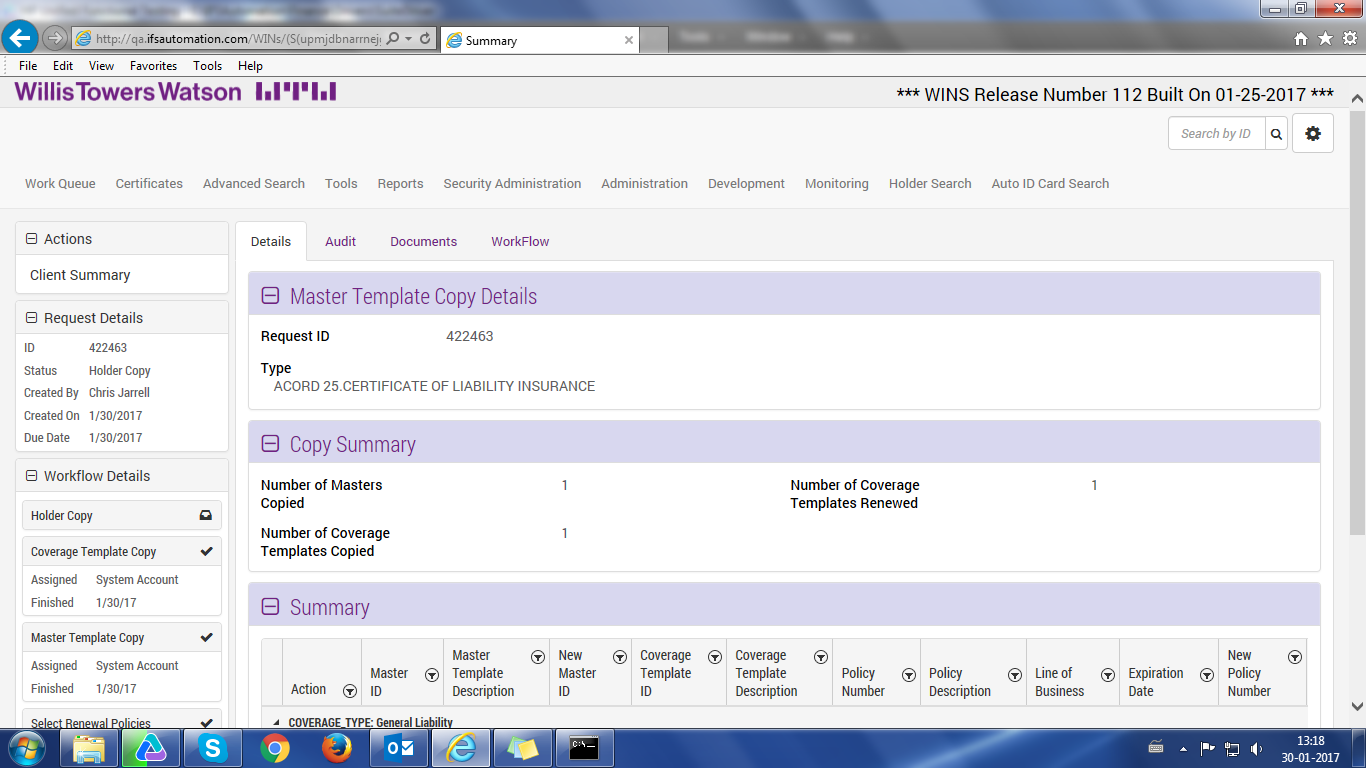 http://qa.ifsautomation.com/WINs/(S(upmjdbnarrnej
Summary
File Edit View Favorites Tools Help
WillisTowersWatson
*** WINS Release Number 112 Built On 01-25-2017 ***
Search by ID
Work Queue Certificates Advanced Search Tools Reports Security Administration Administration Development Monitoring Holder Search Auto ID Card Search
Actions
Client Summary
Request Details
ID 422463
Status Holder Copy
Created By Chris Jarrell
Created On 1/30/2017
Due Date 1/30/2017
Workflow Details
Holder Copy
Coverage Template Copy
Assigned System Account
Finished 1/30/17
Master Template Copy
Assigned System Account
Finished 1/30/17
Select Renewal Policies
Details Audit Documents WorkFlow
Master Template Copy Details
Request ID 422463
Type
ACORD 25.CERTIFICATE OF LIABILITY INSURANCE
Copy Summary
Number of Masters Copied 1
Number of Coverage Templates Renewed 1
Number of Coverage Templates Copied 1
Summary
Action
Master ID
Master Template Description
New Master ID
Coverage Template ID
Coverage Template Description
Policy Number
Policy Description
Line of Business
Expiration Date
New Policy Number
COVERAGE_TYPE: General Liability
13:18
30-01-2017